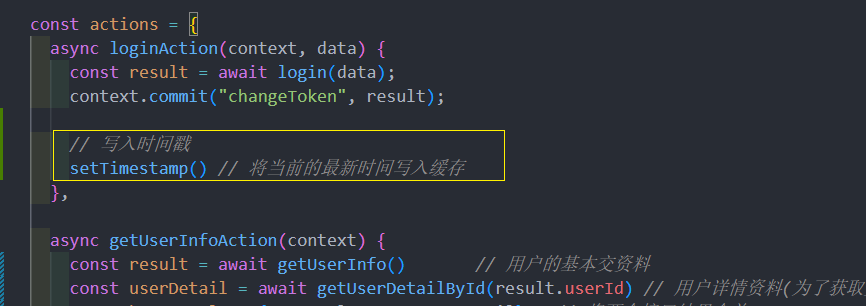 const actions = {
async loginAction(context, data) {
const result = await login(data);
context.commit("changeToken", result);
// 写入时间戳
setTimestamp() // 将当前的最新时间写入缓存
},
async getUserInfoAction(context) {
const result = await getUserInfo() // 用户的基本交资料
const userDetail = await getUserDetailById(result.userId) // 用户详情资料(为了获取